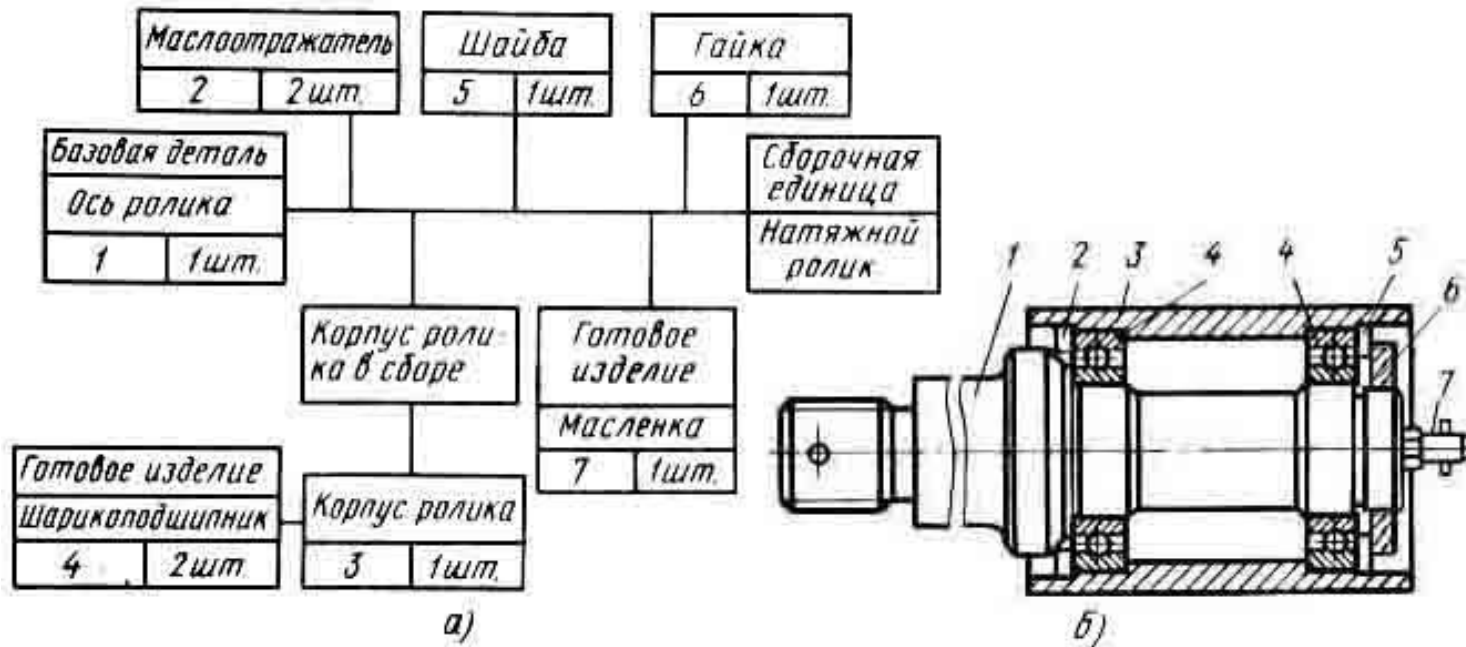 Маслоотражатель
2 2шт.
Шайба
5 1шт.
Гайка
6 1шт.
Базовая деталь
Ось ролика
1 1шт.
Сборочная
единица
Натяжной
ролик
Корпус роли-
ка в сборе
Готовое
изделие
Масленка
7 1шт.
Готовое изделие
Шарикоподшипник
4 2шт.
Корпус ролика
3 1шт.
а)
1 2 3 4 4 5 6 7
б)